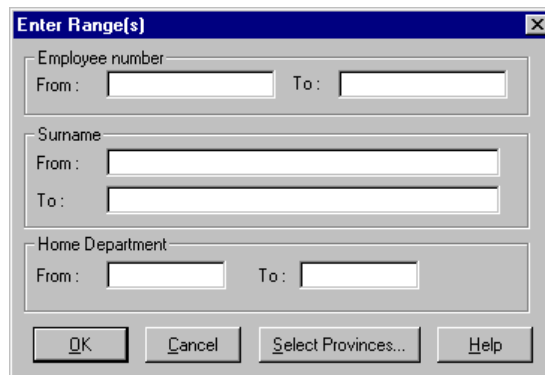 Enter Range(s)
Employee number
From : To :
Surname
From :
To :
Home Department
From : To :
OK Cancel Select Provinces... Help